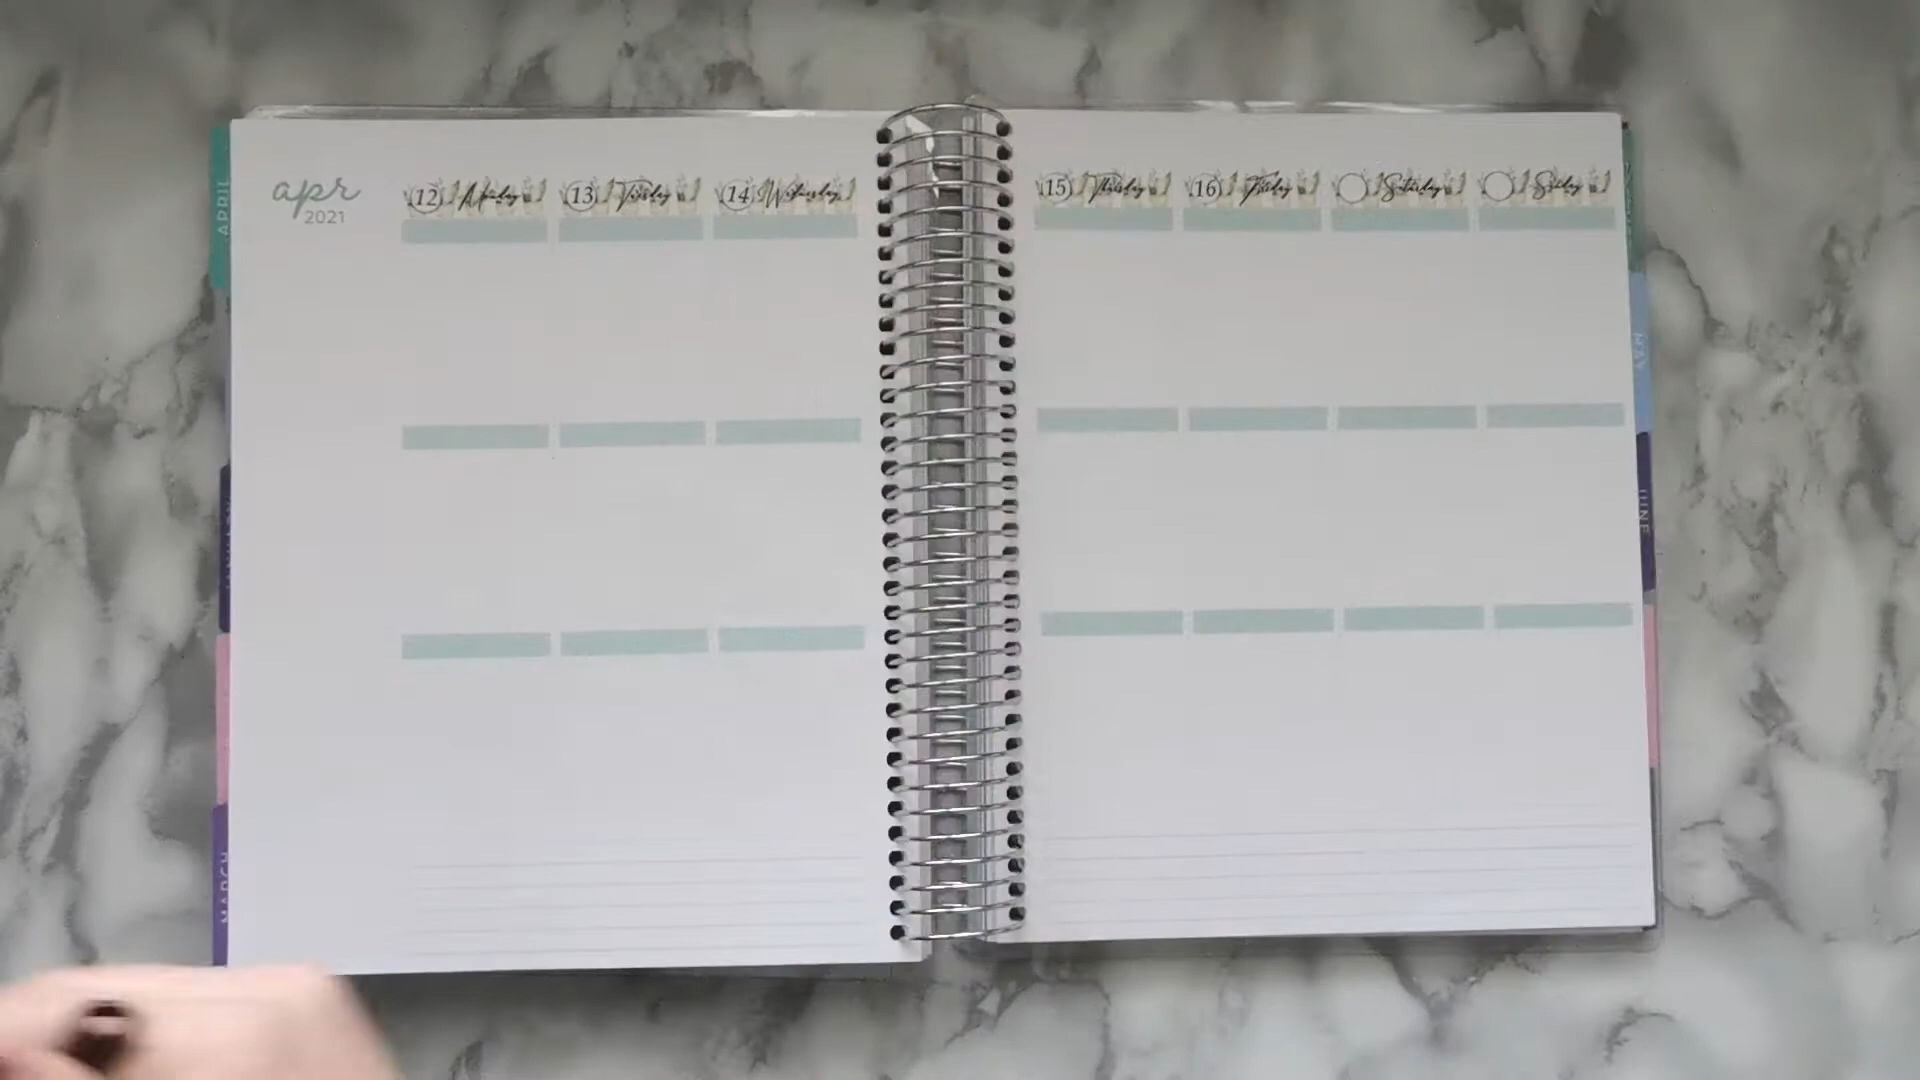 apr
2021
12 Monday 13 Tuesday 14 Wednesday
15 Thursday 16 Friday Saturday Sunday
APRIL
MAY
JUNE
MARCH